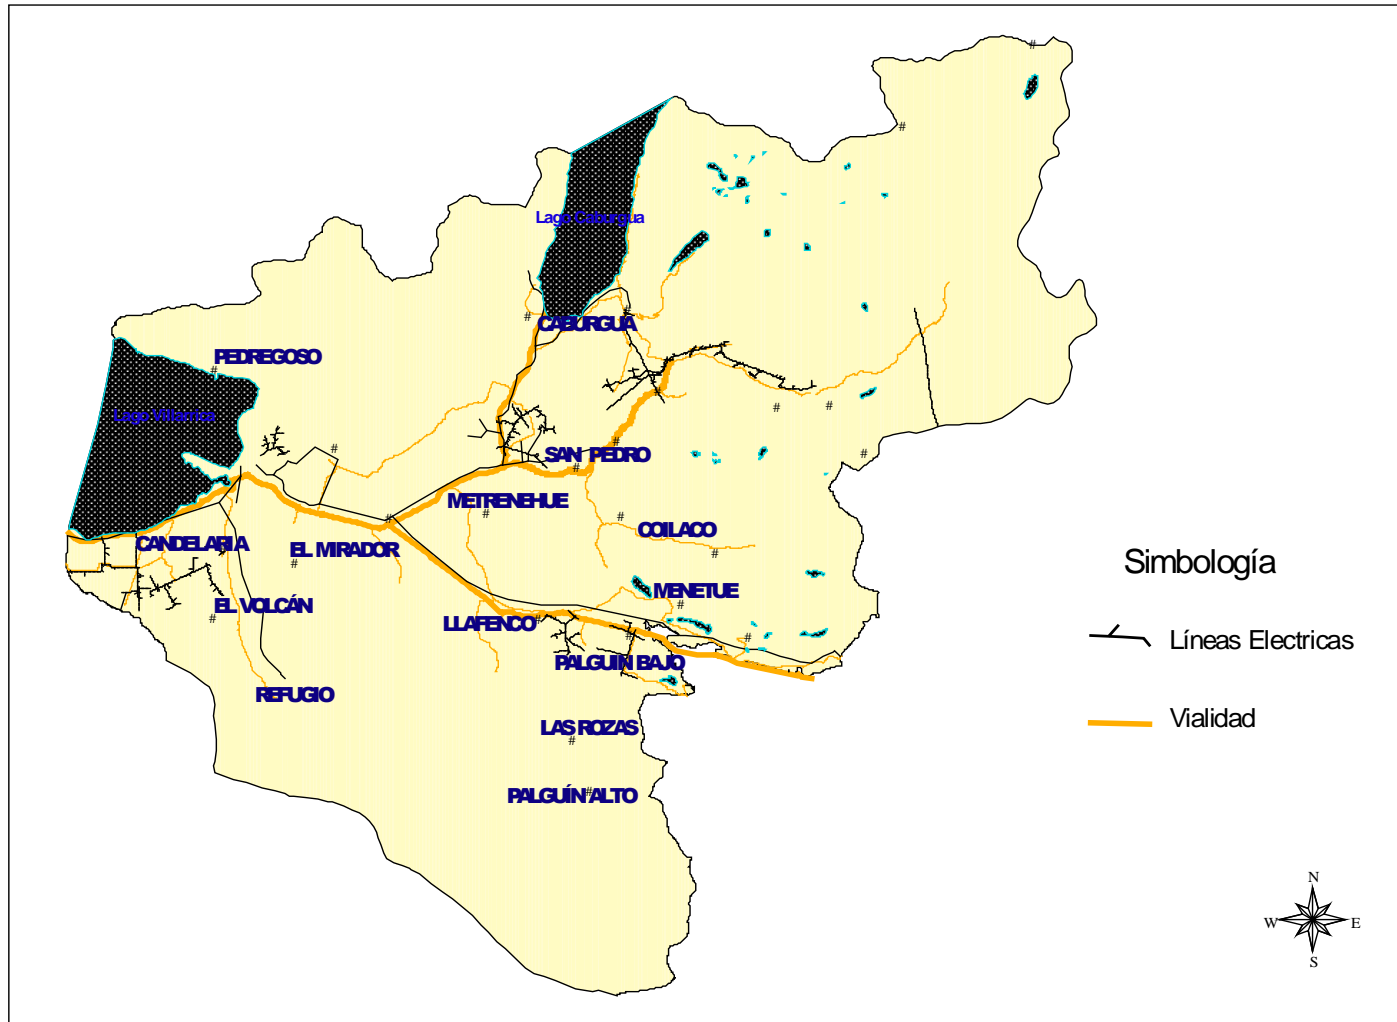 Lago Caburgua
CABURGUA
PEDREGOSO
Lago Villarrica
SAN PEDRO
METRENEHUE
COILACO
CANDELARIA
EL MIRADOR
MENETUE
EL VOLCÁN
LLAFENCO
PALGUIN BAJO
REFUGIO
LAS ROZAS
PALGUÍN ALTO
Simbología
Líneas Electricas
Vialidad
N
W E
S